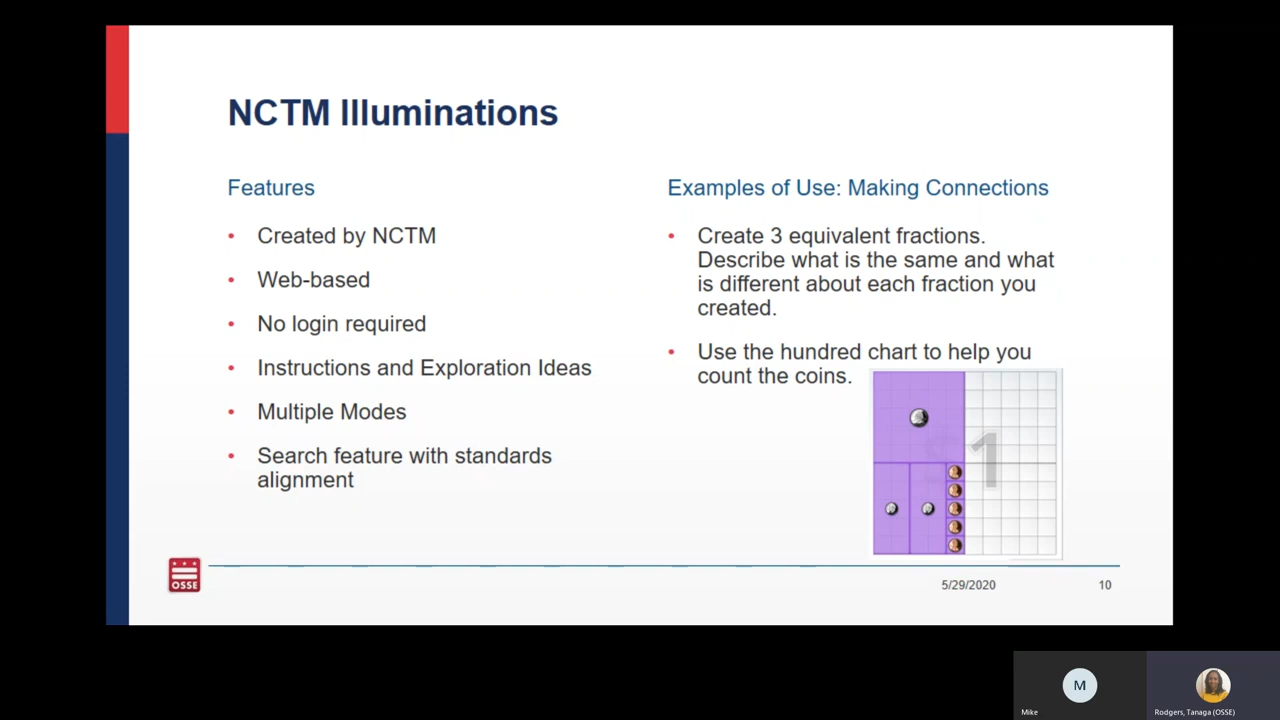 NCTM Illuminations
Features
• Created by NCTM
• Web-based
• No login required
• Instructions and Exploration Ideas
• Multiple Modes
• Search feature with standards
alignment
Examples of Use: Making Connections
• Create 3 equivalent fractions.
Describe what is the same and what
is different about each fraction you
created.
• Use the hundred chart to help you
count the coins.
$1
OSSE
5/29/2020
10
M
Mike
Rodgers, Tanaga (OSSE)